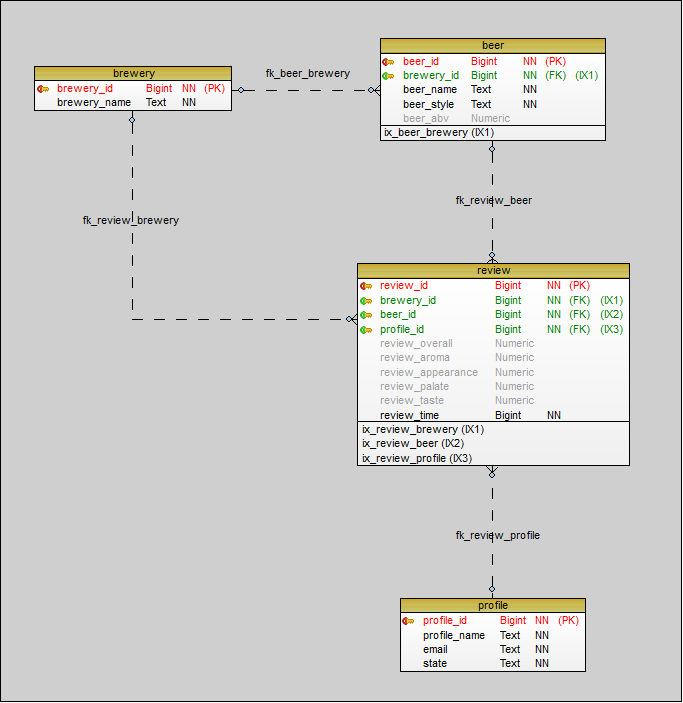 brewery
brewery_id Bigint NN (PK)
brewery_name Text NN
fk_beer_brewery
beer
beer_id Bigint NN (PK)
brewery_id Bigint NN (FK) (IX1)
beer_name Text NN
beer_style Text NN
beer_abv Numeric
ix_beer_brewery (IX1)
fk_review_brewery
fk_review_beer
review
review_id Bigint NN (PK)
brewery_id Bigint NN (FK) (IX1)
beer_id Bigint NN (FK) (IX2)
profile_id Bigint NN (FK) (IX3)
review_overall Numeric
review_aroma Numeric
review_appearance Numeric
review_palate Numeric
review_taste Numeric
review_time Bigint NN
ix_review_brewery (IX1)
ix_review_beer (IX2)
ix_review_profile (IX3)
fk_review_profile
profile
profile_id Bigint NN (PK)
profile_name Text NN
email Text NN
state Text NN